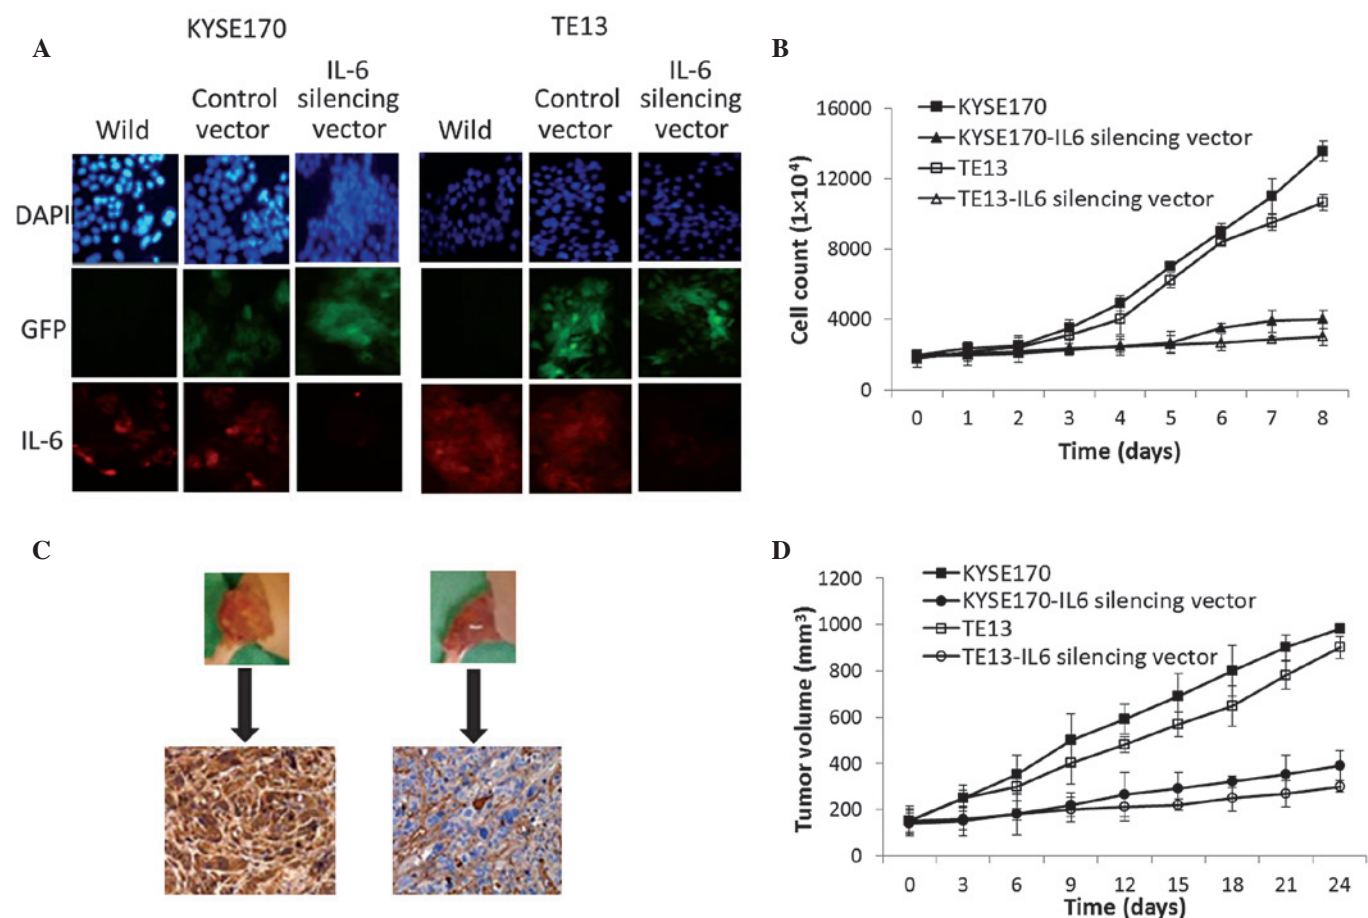 A
KYSE170
TE13
Wild
Control
vector
IL-6
silencing
vector
Wild
Control
vector
IL-6
silencing
vector
DAPII
GFP
IL-6
B
KYSE170
KYSE170-IL6 silencing vector
TE13
TE13-IL6 silencing vector
Cell count (1×10⁴)
16000
12000
8000
4000
0
0 1 2 3 4 5 6 7 8
Time (days)
C
D
KYSE170
KYSE170-IL6 silencing vector
TE13
TE13-IL6 silencing vector
Tumor volume (mm³)
1200
1000
800
600
400
200
0
0 3 6 9 12 15 18 21 24
Time (days)